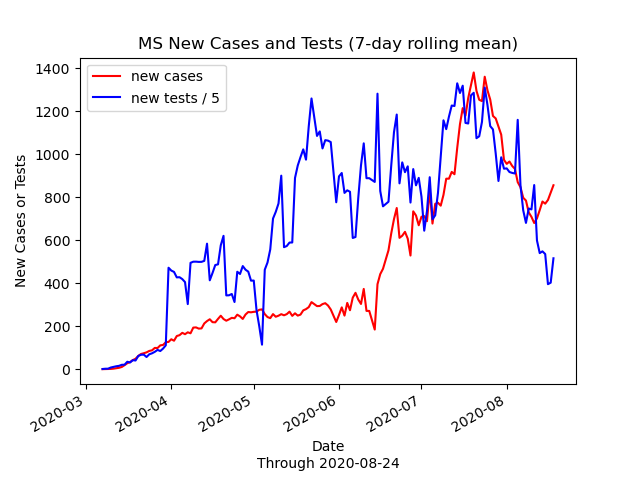 MS New Cases and Tests (7-day rolling mean)
new cases
new tests / 5
New Cases or Tests
1400
1200
1000
800
600
400
200
0
2020-03
2020-04
2020-05
2020-06
2020-07
2020-08
Date
Through 2020-08-24